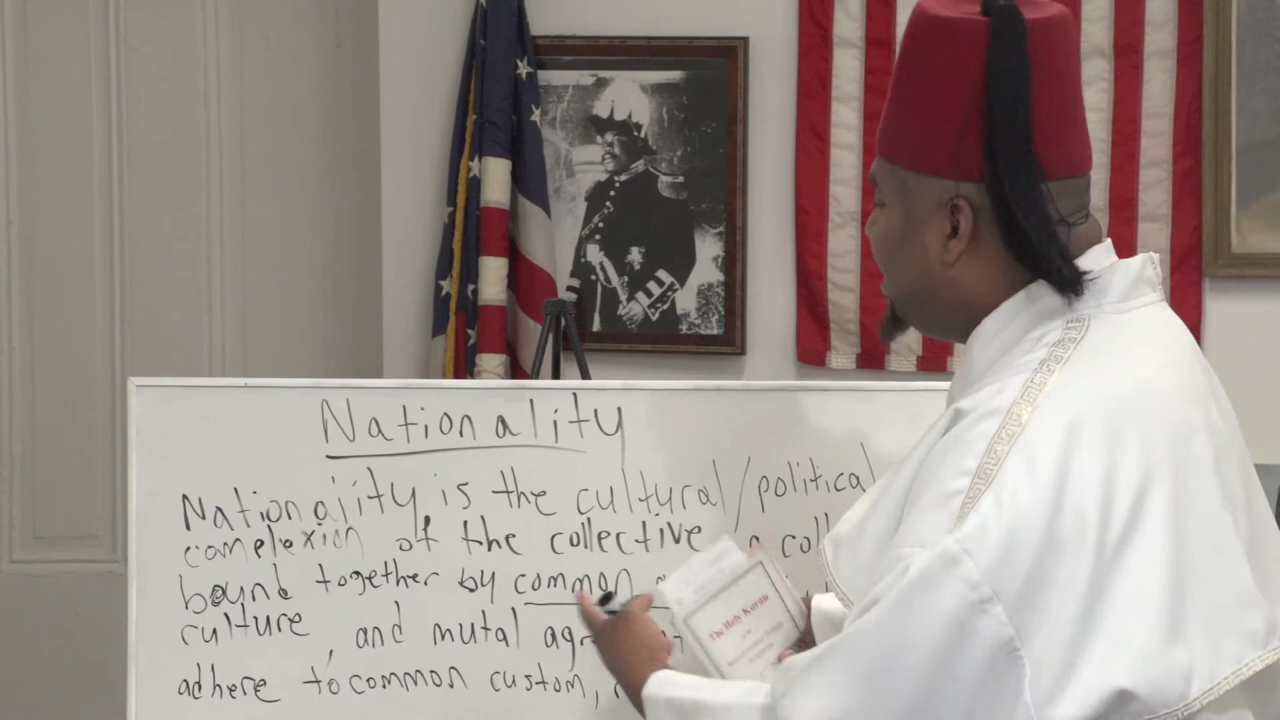 Nationality
Nationality is the cultural/political
complexion of the collective
bound together by common
culture, and mutal
adhere to common custom,
The Holy Koran